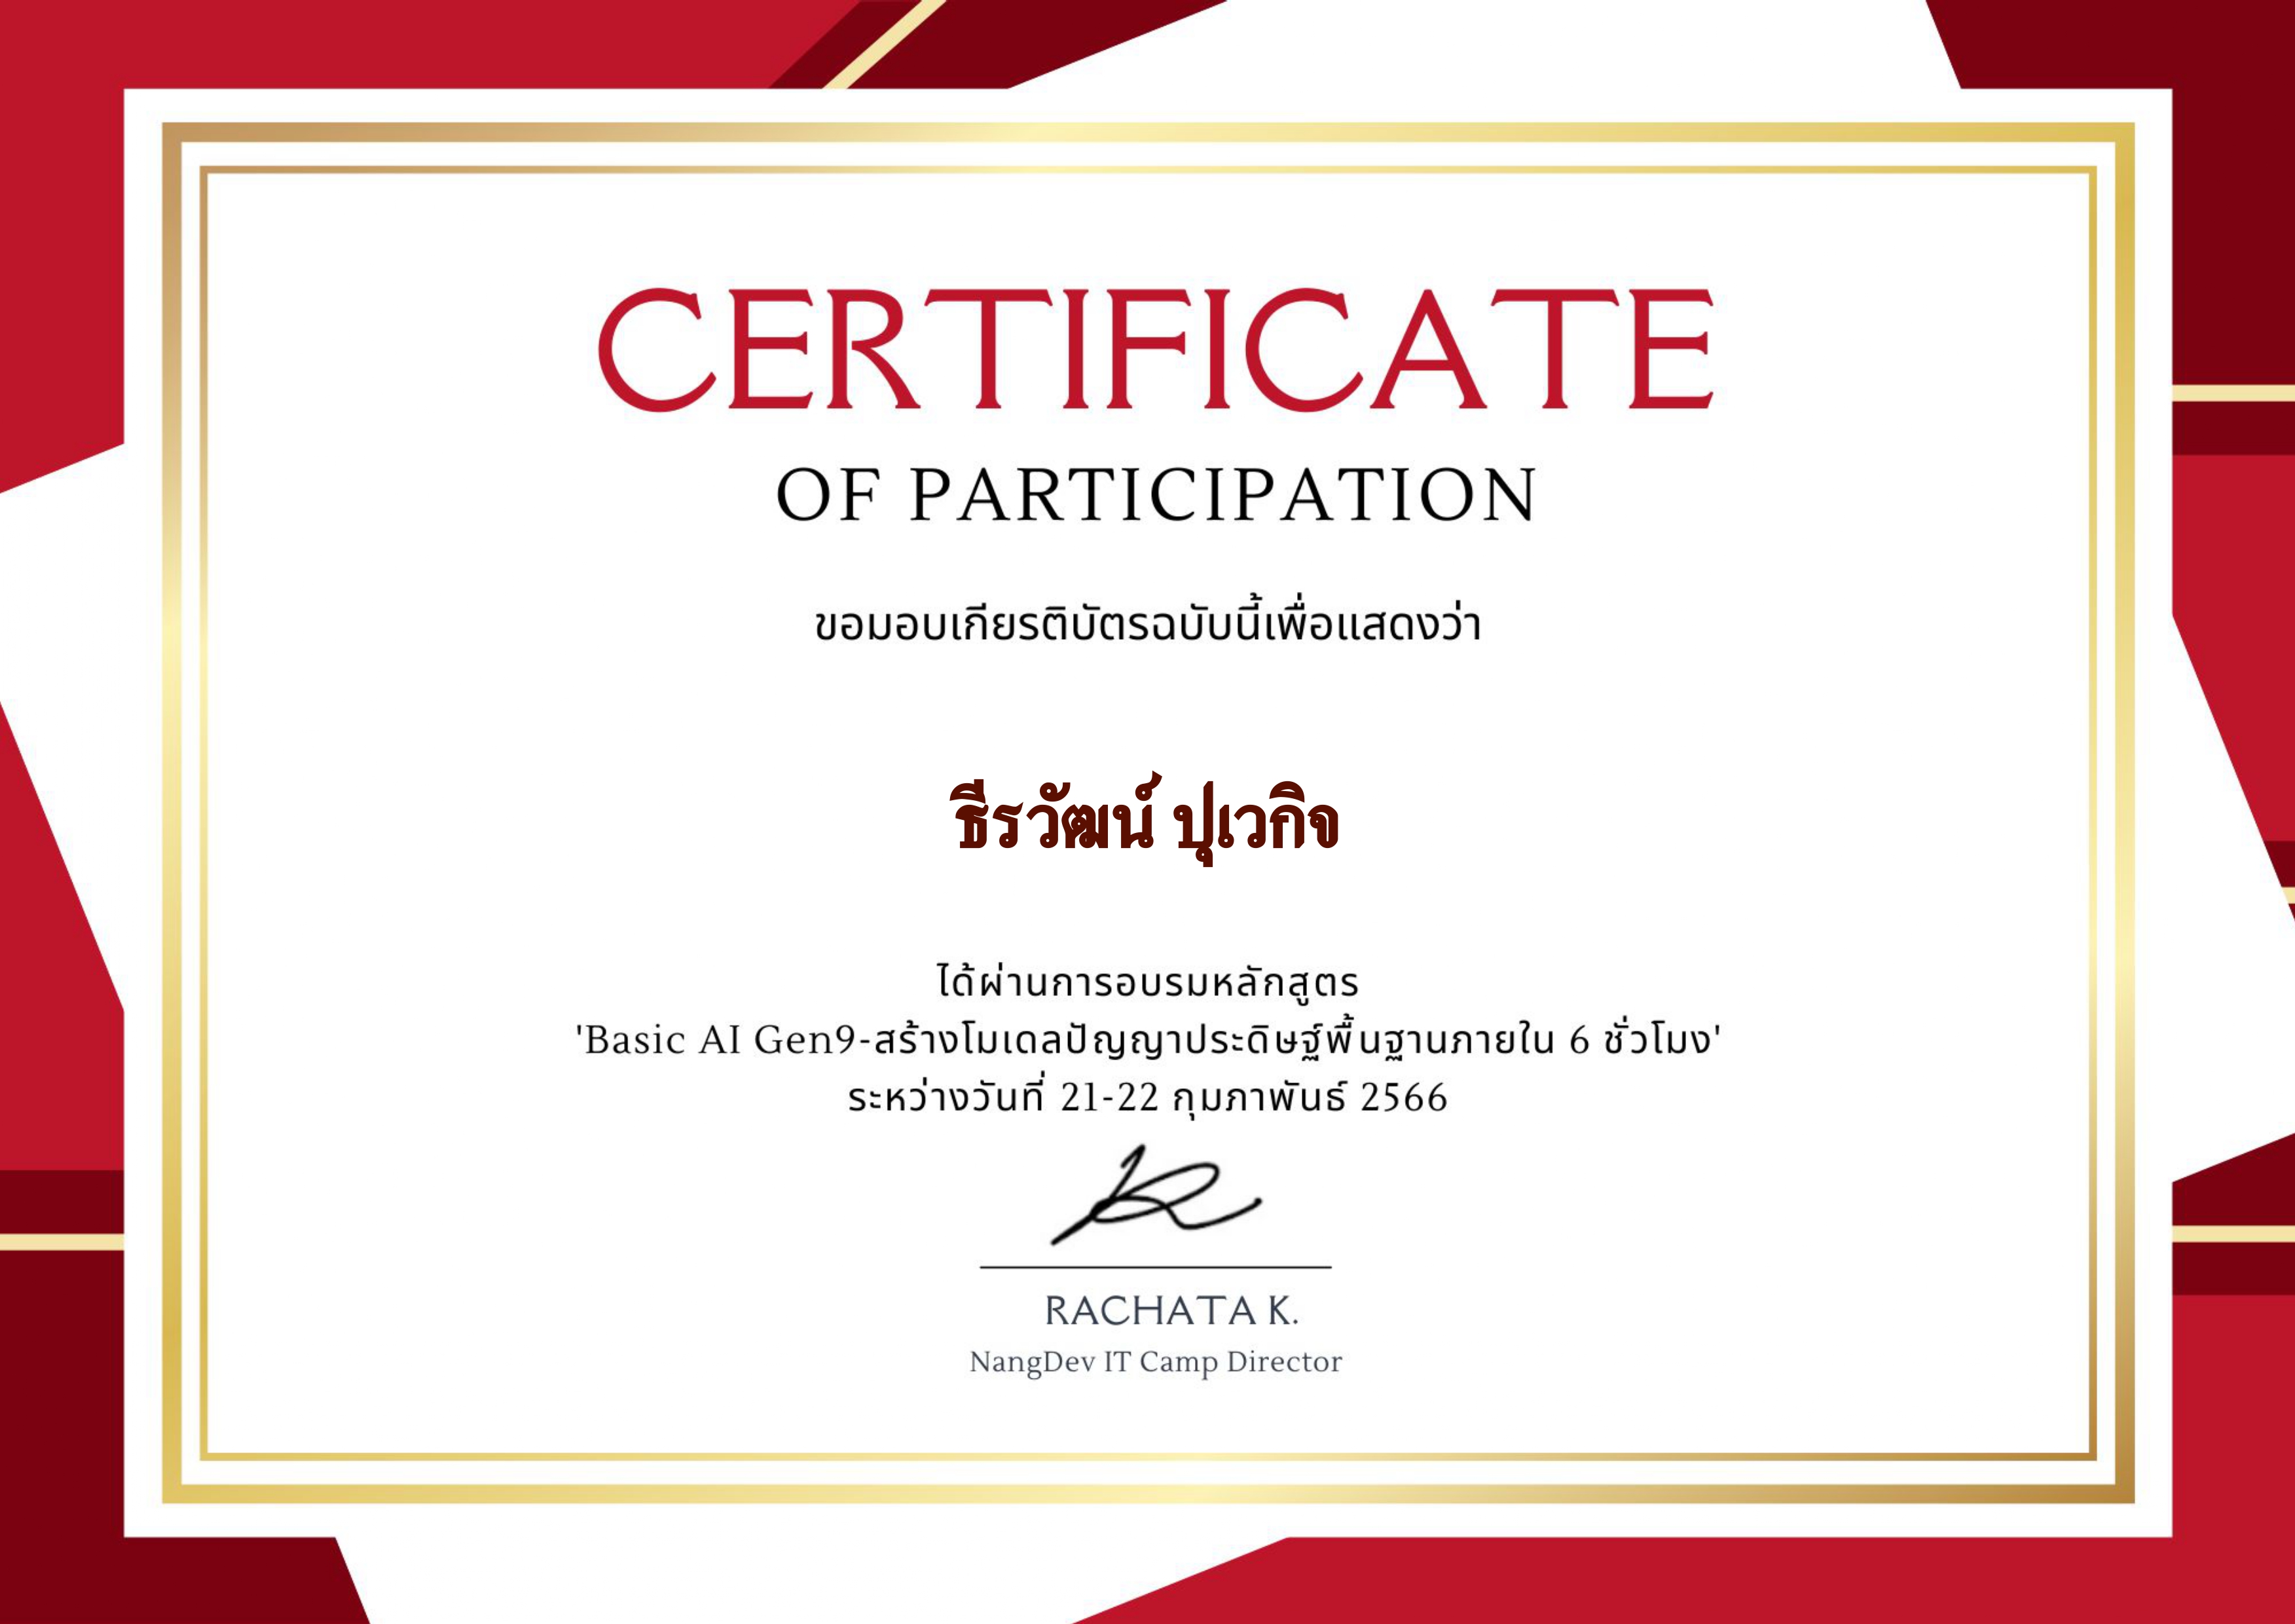 CERTIFICATE
OF PARTICIPATION
ขอมอบเกียรติบัตรฉบับนี้เพื่อแสดงว่า
ธีรวัฒน์ ปุเวกิจ
ได้ผ่านการอบรมหลักสูตร
'Basic AI Gen9-สร้างโมเดลปัญญาประดิษฐ์พื้นฐานภายใน 6 ชั่วโมง'
ระหว่างวันที่ 21-22 กุมภาพันธ์ 2566
RACHATA K.
NangDev IT Camp Director